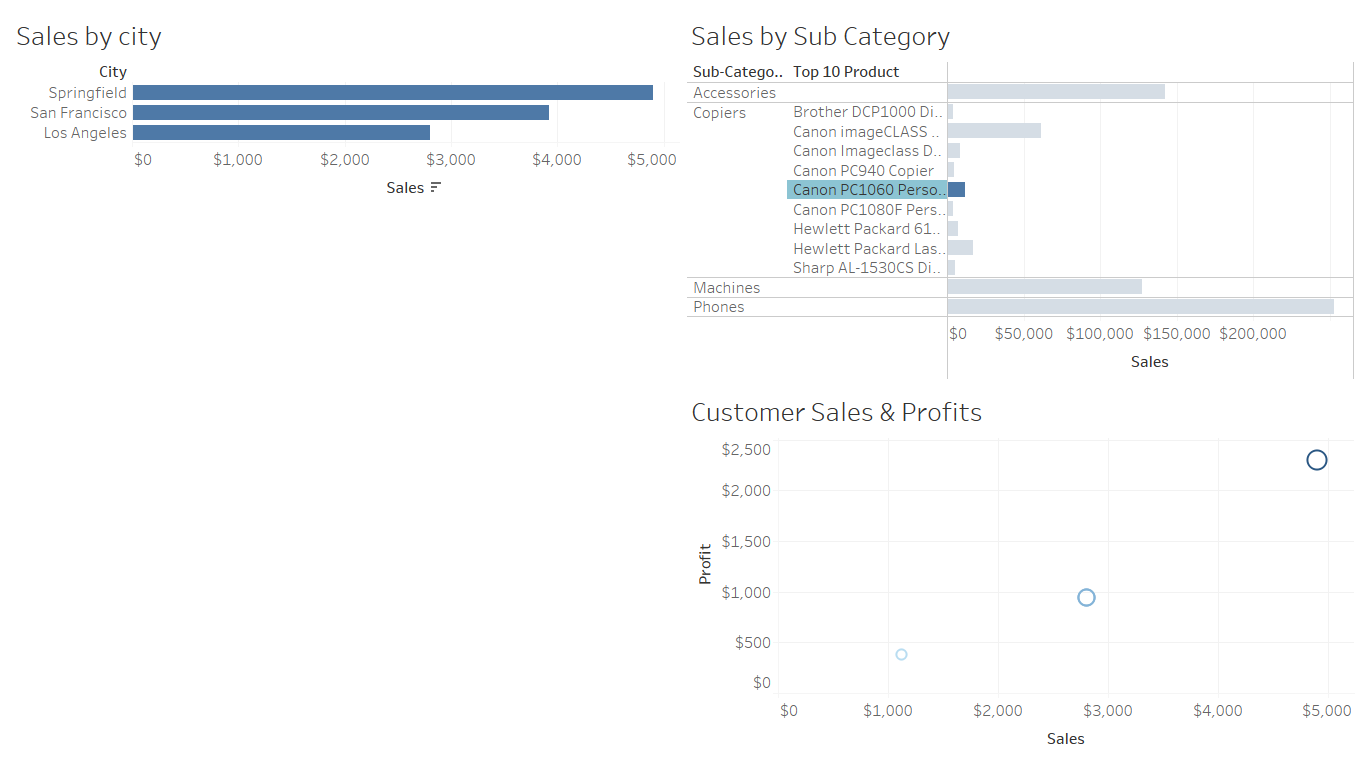 Sales by city
City
Springfield
San Francisco
Los Angeles
$0 $1,000 $2,000 $3,000 $4,000 $5,000
Sales
Sales by Sub Category
Sub-Catego.. Top 10 Product
Accessories
Copiers Brother DCP1000 Di..
Canon imageCLASS ..
Canon Imageclass D..
Canon PC940 Copier
Canon PC1060 Perso..
Canon PC1080F Pers..
Hewlett Packard 61..
Hewlett Packard Las..
Sharp AL-1530CS Di..
Machines
Phones
$0 $50,000 $100,000 $150,000 $200,000
Sales
Customer Sales & Profits
$2,500
$2,000
$1,500
$1,000
$500
$0
Profit
$0 $1,000 $2,000 $3,000 $4,000 $5,000
Sales